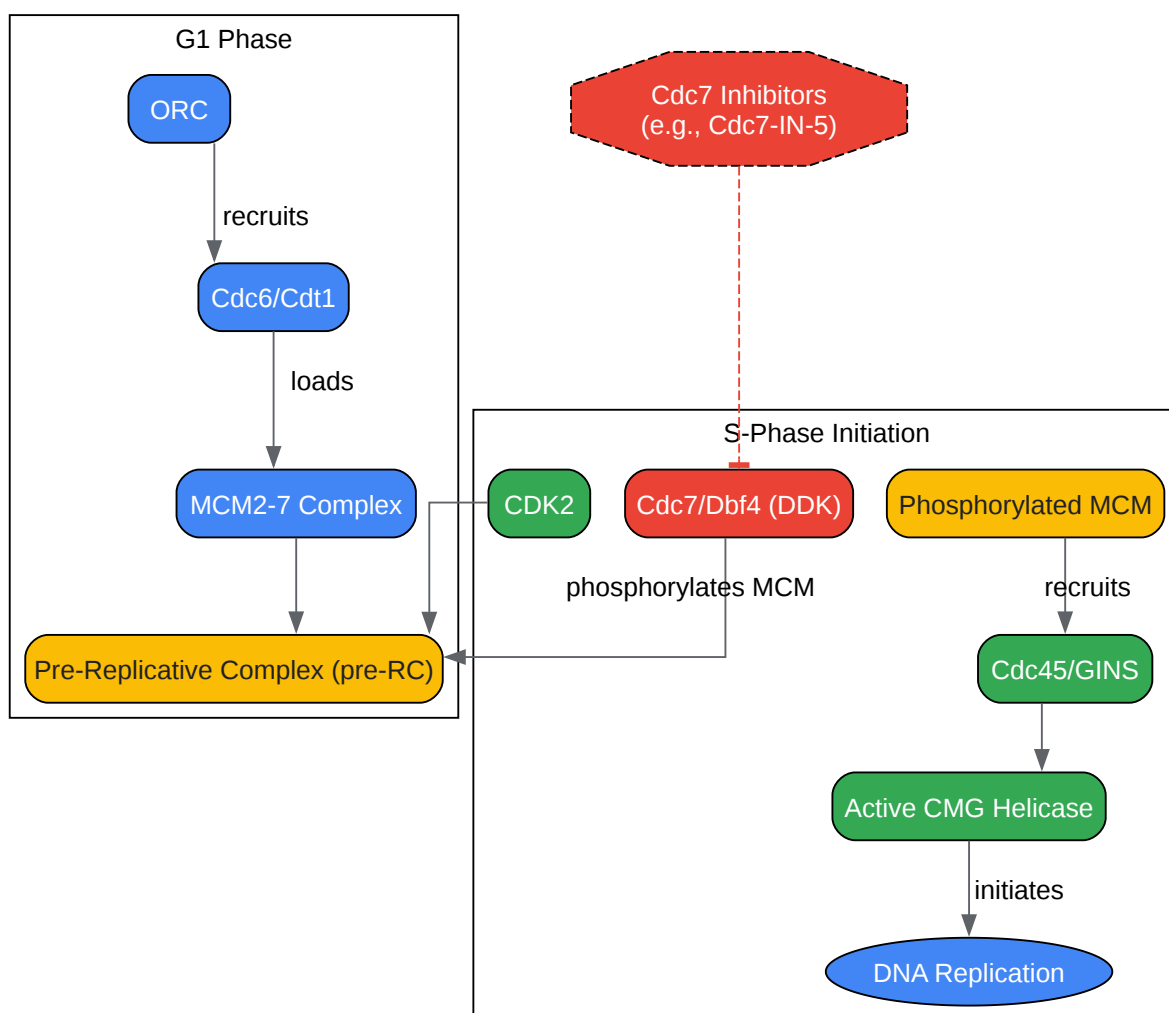 G1 Phase
ORC
recruits
Cdc6/Cdt1
loads
MCM2-7 Complex
Pre-Replicative Complex (pre-RC)
Cdc7 Inhibitors
(e.g., Cdc7-IN-5)
S-Phase Initiation
CDK2
Cdc7/Dbf4 (DDK)
phosphorylates MCM
Phosphorylated MCM
recruits
Cdc45/GINS
Active CMG Helicase
initiates
DNA Replication